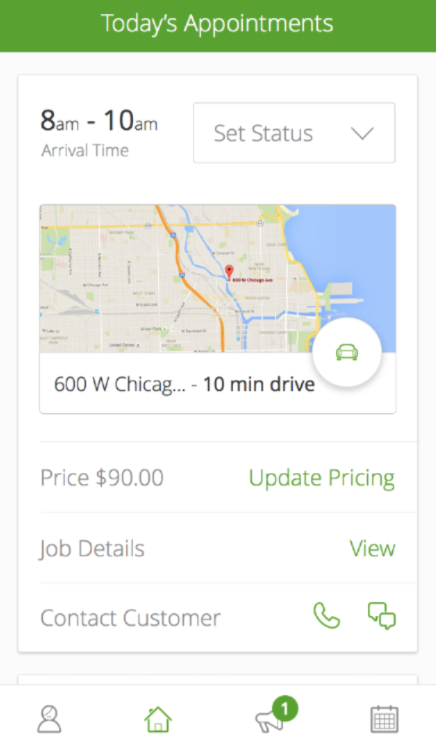 Today's Appointments
8am - 10am
Arrival Time
Set Status
600 W Chicago Ave
600 W Chicag... - 10 min drive
Price $90.00
Update Pricing
Job Details
View
Contact Customer
1